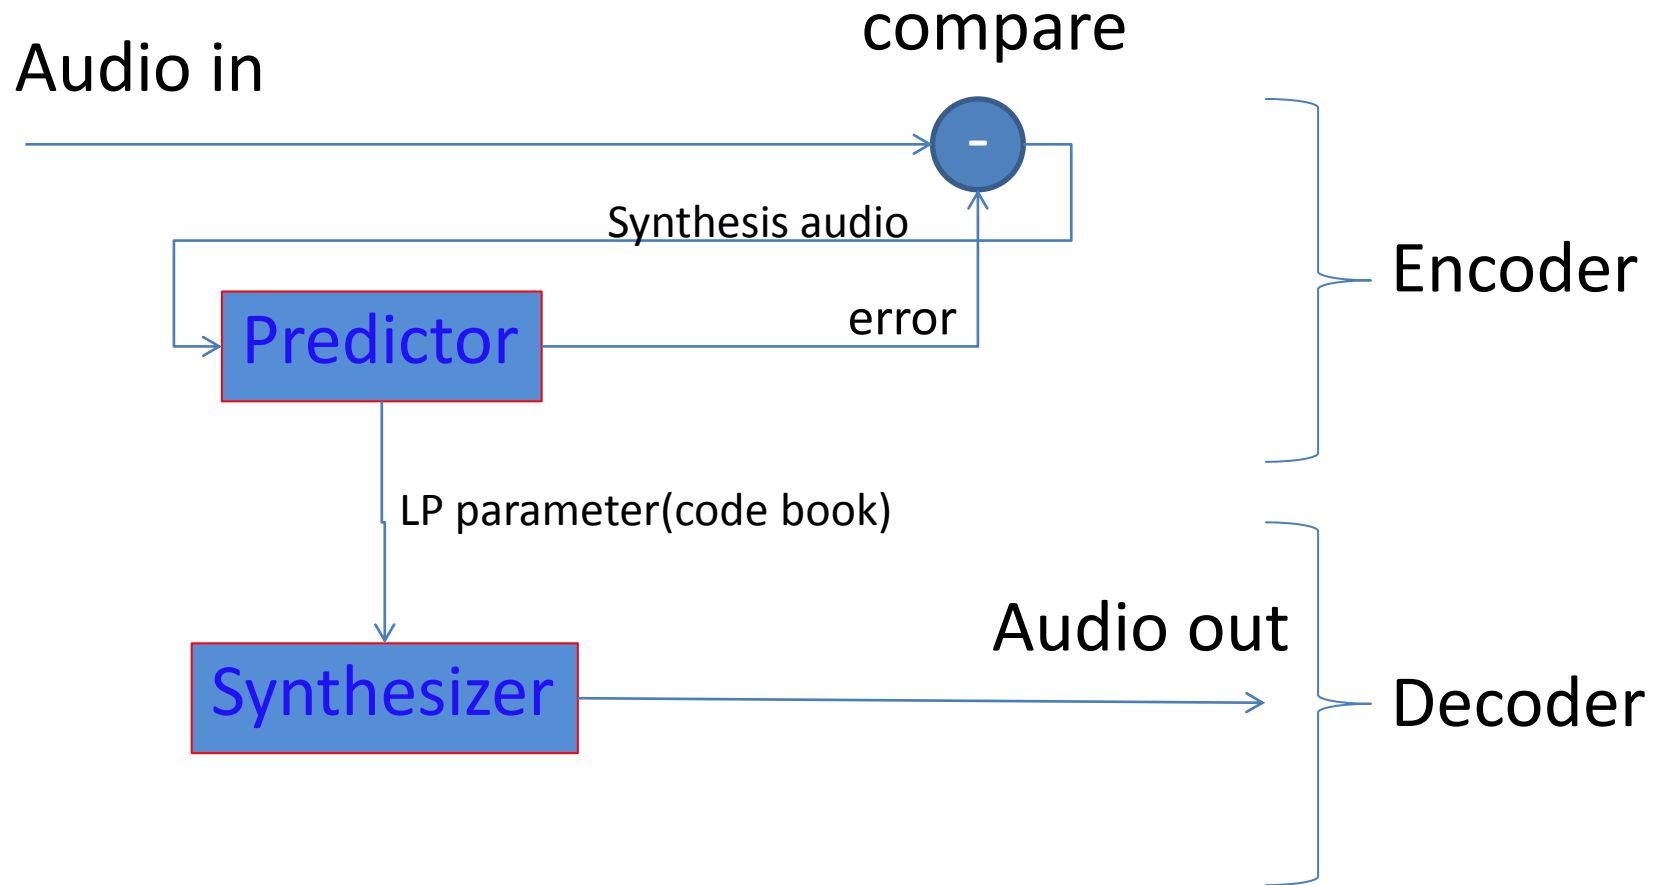 compare
Audio in
-
Synthesis audio
Encoder
error
Predictor
LP parameter(code book)
Audio out
Synthesizer
Decoder